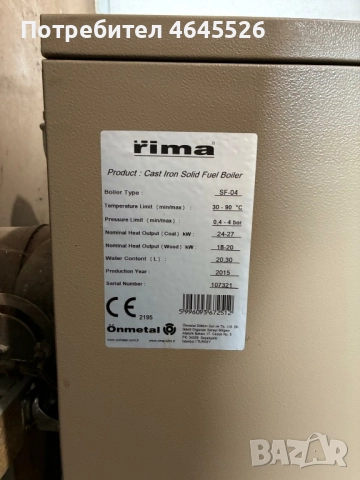 Потребител 4645526
rima
Product : Cast Iron Solid Fuel Boiler
Boiler Type : SF-04
Temperature Limit (min/max) : 30 - 90 °C
Pressure Limit (min/max) : 0,4 - 4 bar
Nominal Heat Output (Coal) kW : 24-27
Nominal Heat Output (Wood) kW : 18-20
Water Content ( L ) : 20,30
Production Year : 2015
Serial Number : 107321
CE 2195
Önmetal
5996095967251
BAZAR
bg